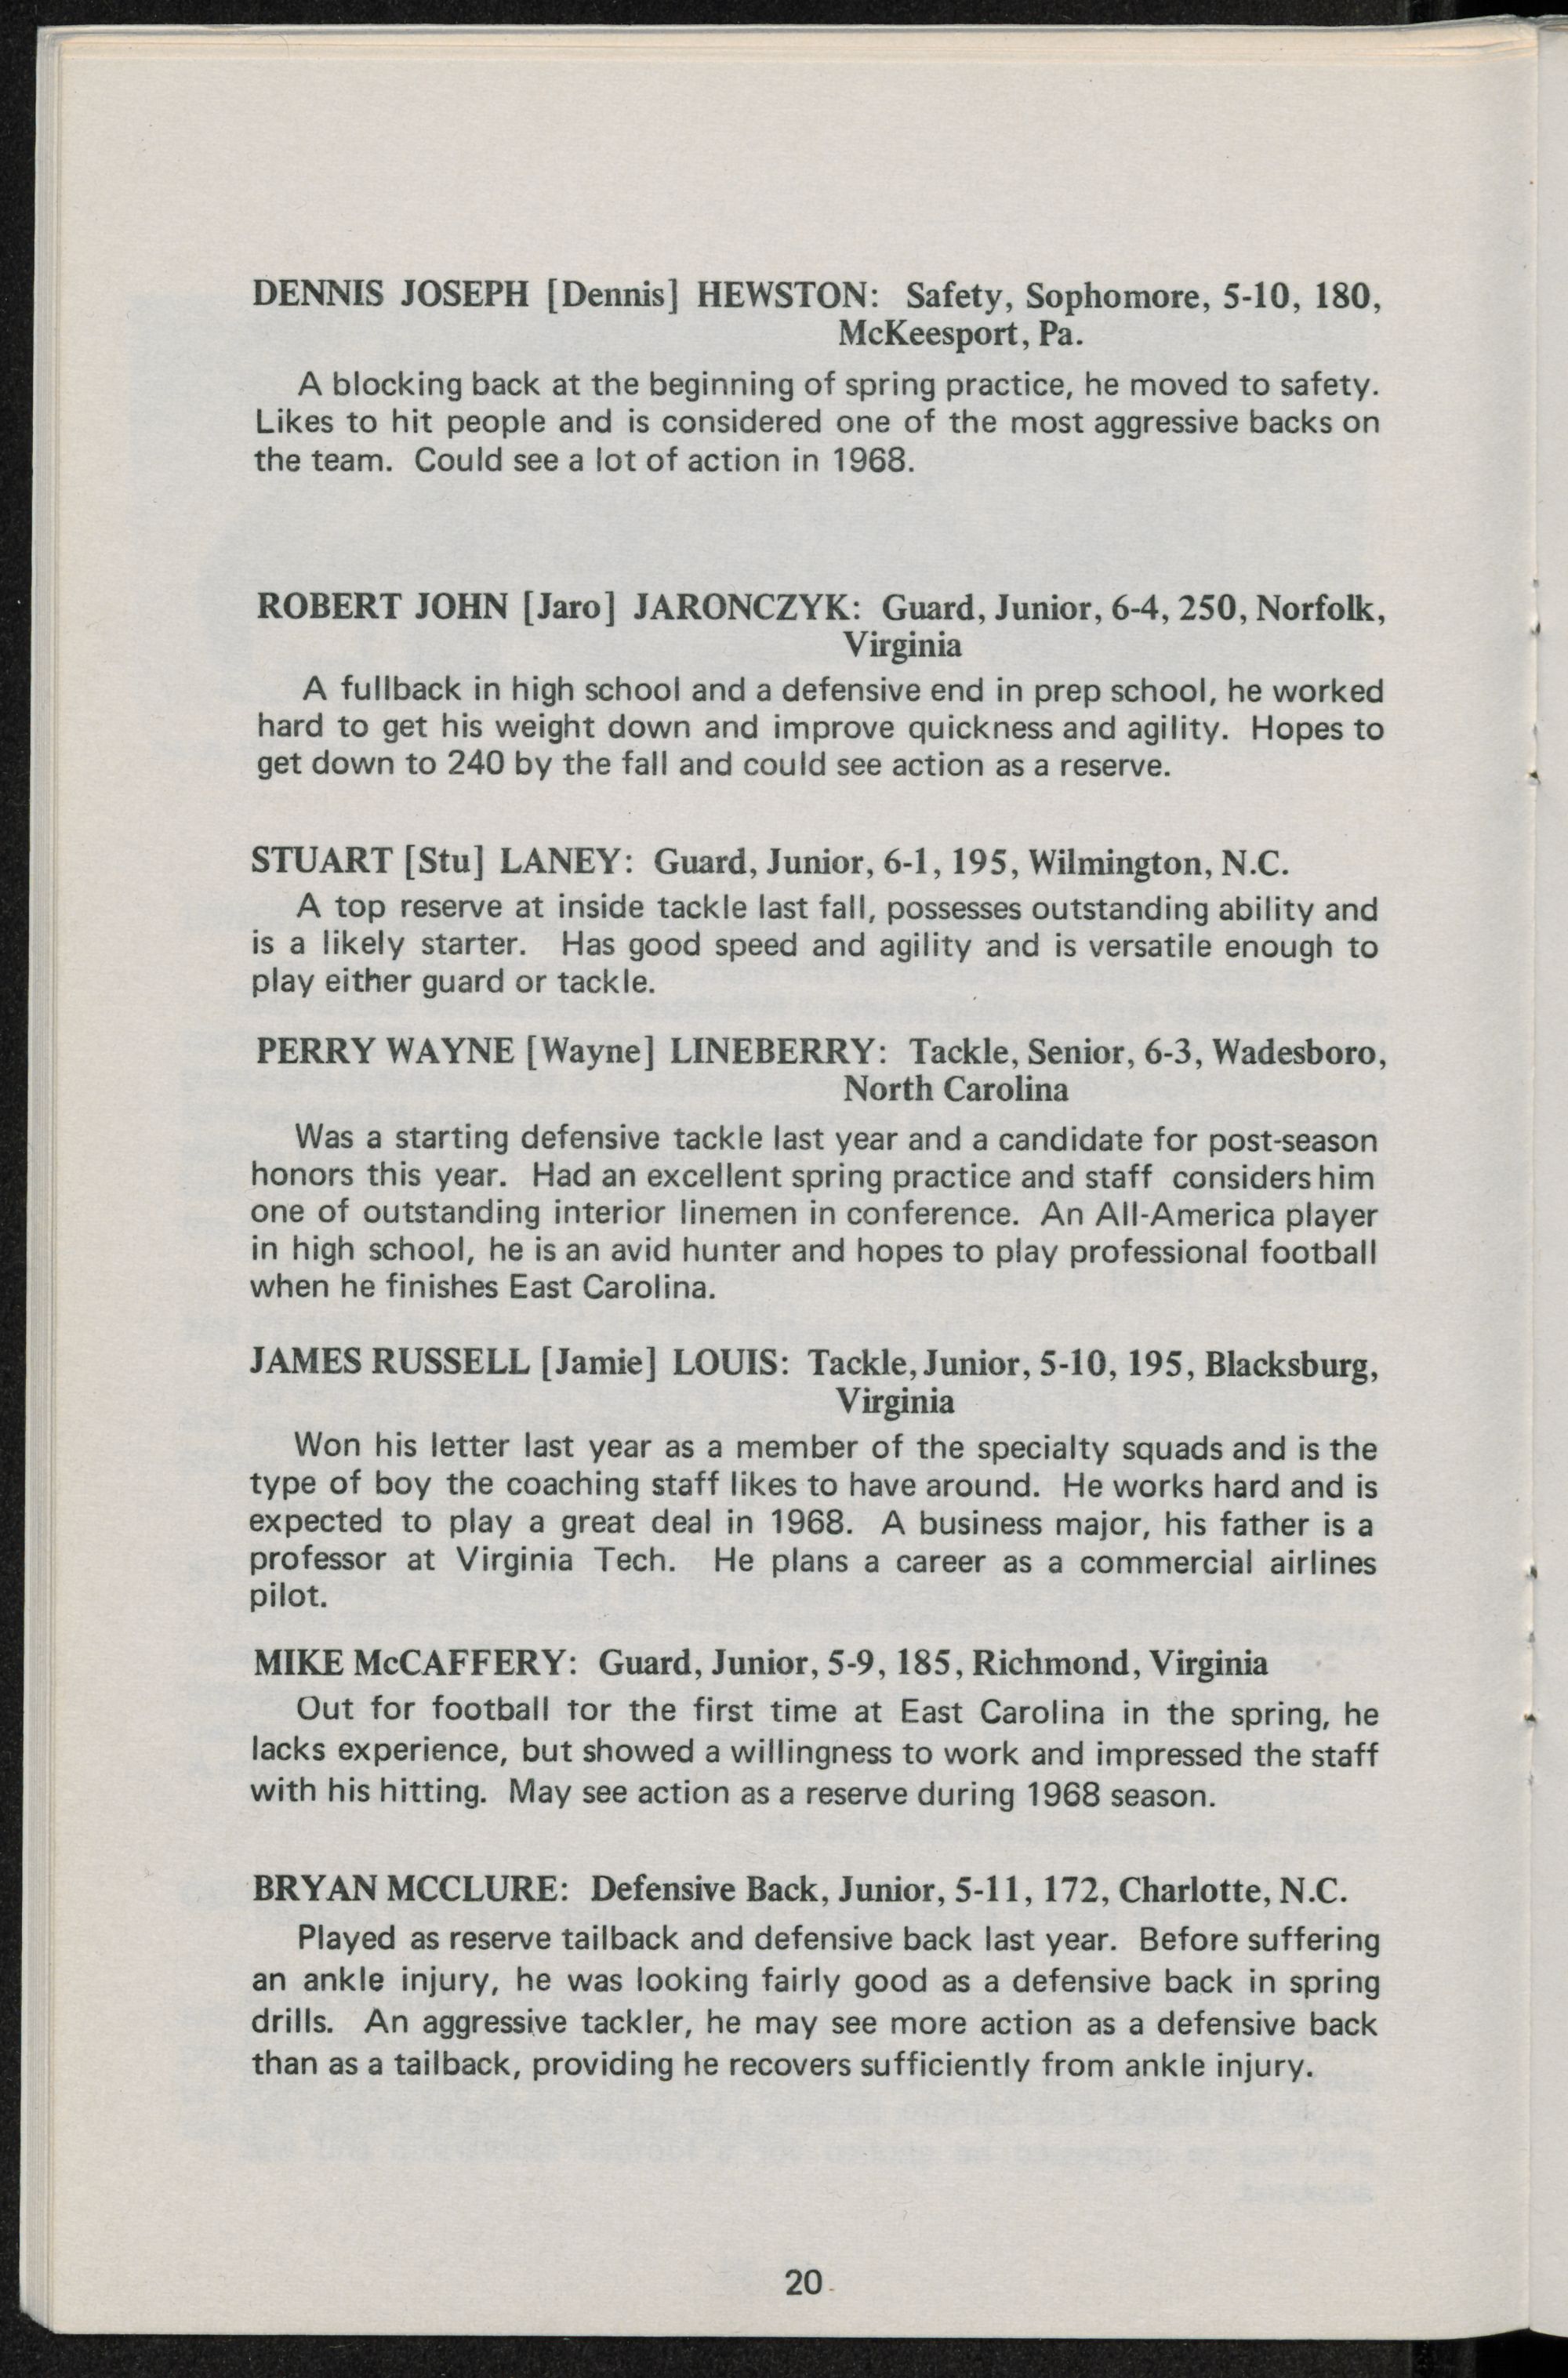 DENNIS JOSEPH [Dennis] HEWSTON: Safety, Sophomore, 5-10, 180,
McKeesport, Pa.
A blocking back at the beginning of spring practice, he moved to safety.
Likes to hit people and is considered one of the most aggressive backs on
the team. Could see a lot of action in 1968.
ROBERT JOHN [Jaro] JARONCZYK: Guard, Junior, 6-4, 250, Norfolk,
Virginia
A fullback in high school and a defensive end in prep school, he worked
hard to get his weight down and improve quickness and agility. Hopes to
get down to 240 by the fall and could see action as a reserve.
STUART [Stu] LANEY: Guard, Junior, 6-1, 195, Wilmington, N.C.
A top reserve at inside tackle last fall, possesses outstanding ability and
is a likely starter. Has good speed and agility and is versatile enough to
play either guard or tackle.
PERRY WAYNE [Wayne] LINEBERRY: Tackle, Senior, 6-3, Wadesboro,
North Carolina
Was a starting defensive tackle last year and a candidate for post-season
honors this year. Had an excellent spring practice and staff considers him
one of outstanding interior linemen in conference. An All-America player
in high school, he is an avid hunter and hopes to play professional football
when he finishes East Carolina.
JAMES RUSSELL [Jamie] LOUIS: Tackle, Junior, 5-10, 195, Blacksburg,
Virginia
Won his letter last year as a member of the specialty squads and is the
type of boy the coaching staff likes to have around. He works hard and is
expected to play a great deal in 1968. A business major, his father is a
professor at Virginia Tech. He plans a career as a commercial airlines
pilot.
MIKE McCAFFERY: Guard, Junior, 5-9, 185, Richmond, Virginia
Out for football for the first time at East Carolina in the spring, he
lacks experience, but showed a willingness to work and impressed the staff
with his hitting. May see action as a reserve during 1968 season.
BRYAN MCCLURE: Defensive Back, Junior, 5-11, 172, Charlotte, N.C.
Played as reserve tailback and defensive back last year. Before suffering
an ankle injury, he was looking fairly good as a defensive back in spring
drills. An aggressive tackler, he may see more action as a defensive back
than as a tailback, providing he recovers sufficiently from ankle injury.
20